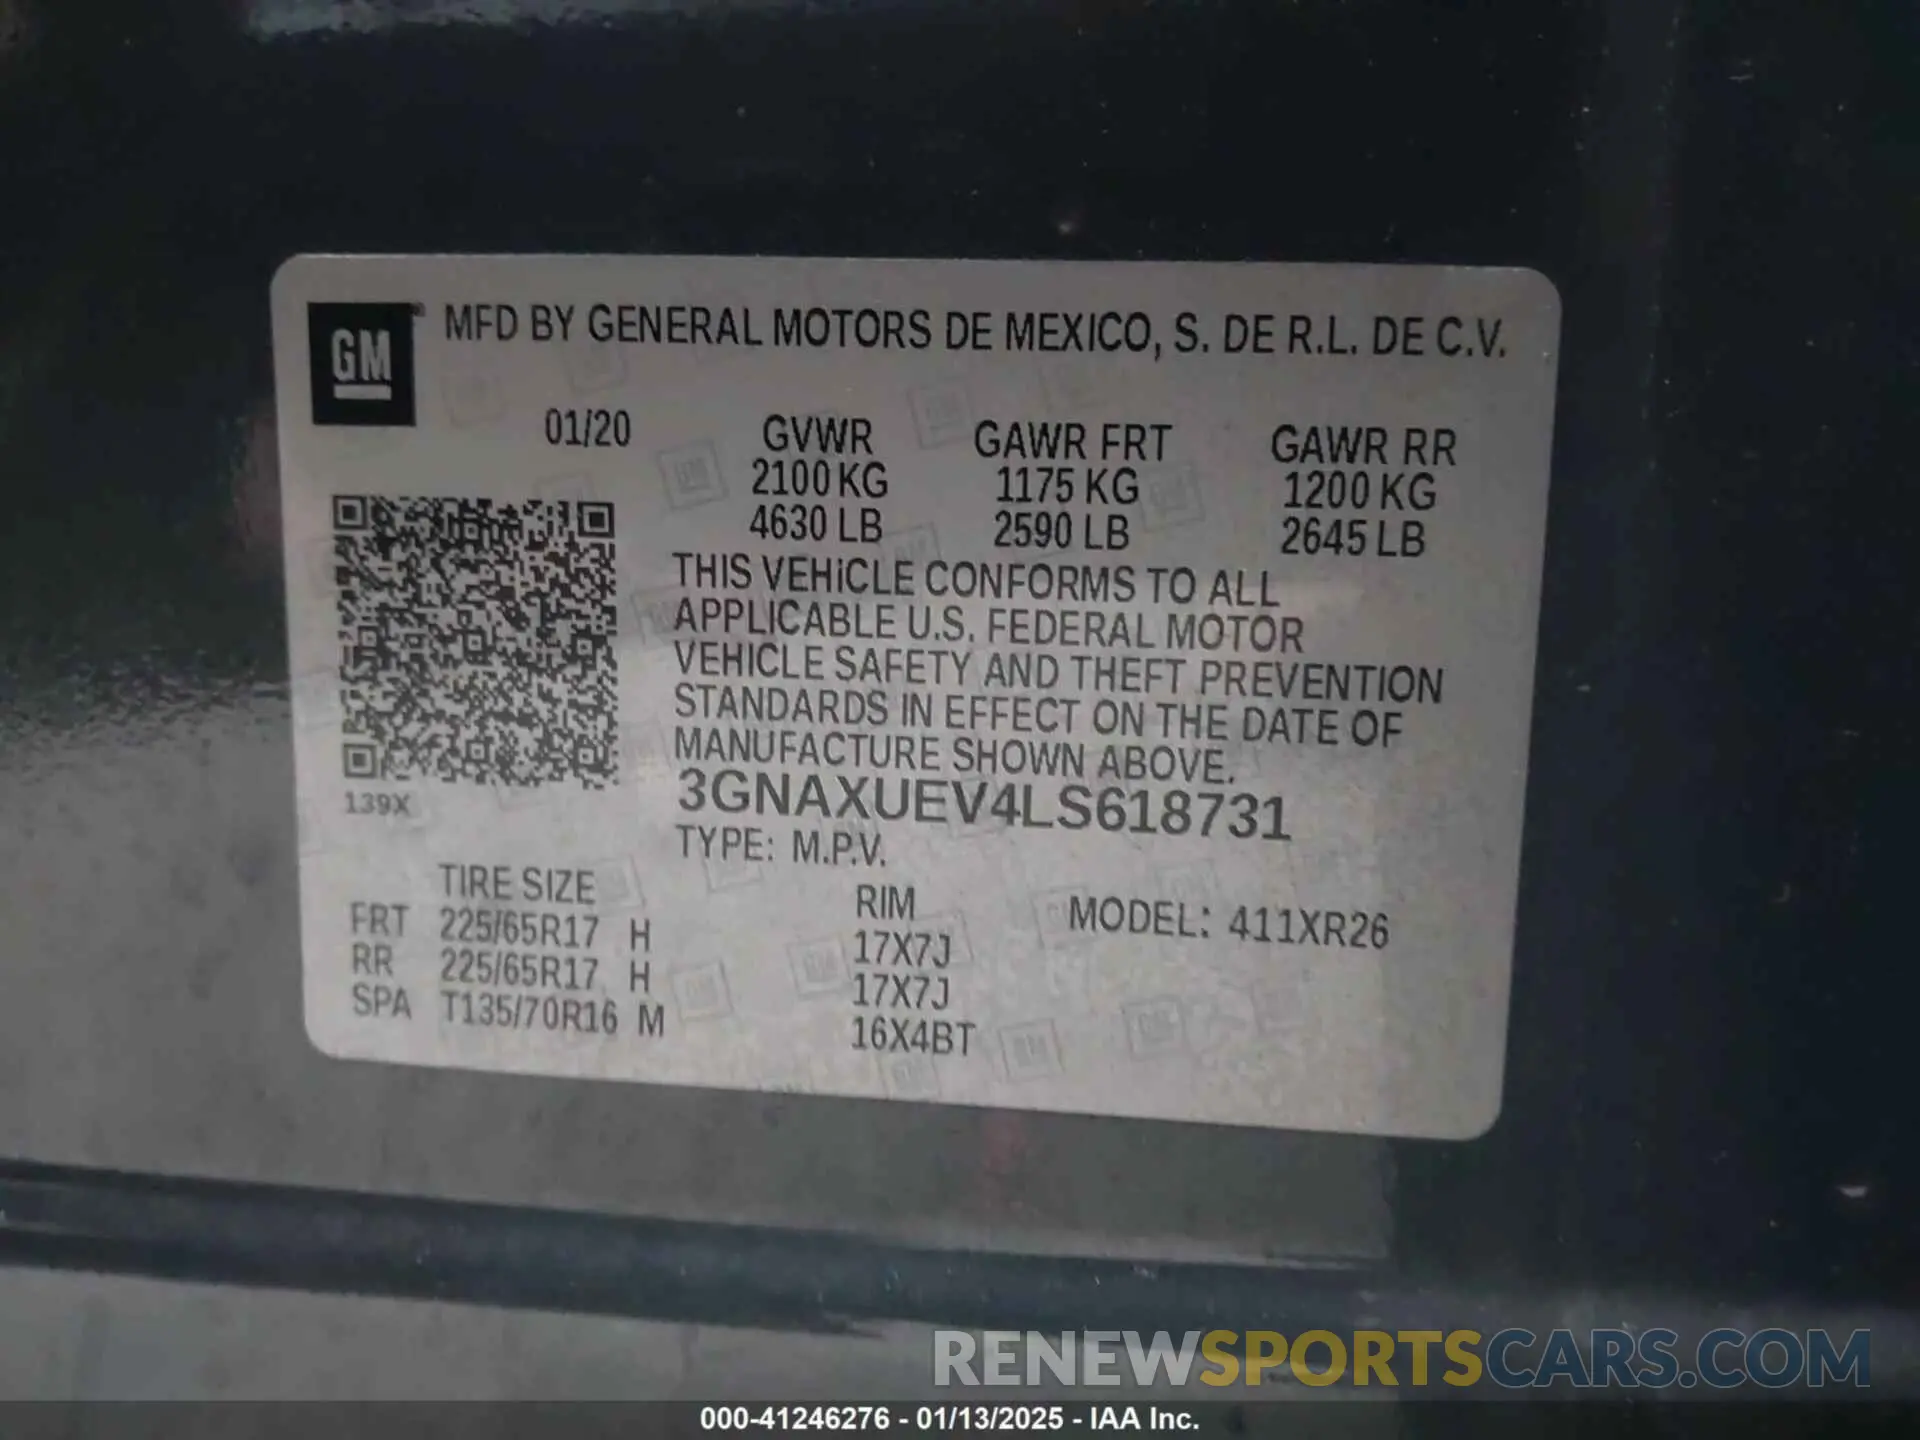 GM ® MFD BY GENERAL MOTORS DE MEXICO, S. DE R.L. DE C.V.
01/20 GVWR GAWR FRT GAWR RR
2100 KG 1175 KG 1200 KG
4630 LB 2590 LB 2645 LB
THIS VEHICLE CONFORMS TO ALL
APPLICABLE U.S. FEDERAL MOTOR
VEHICLE SAFETY AND THEFT PREVENTION
STANDARDS IN EFFECT ON THE DATE OF
MANUFACTURE SHOWN ABOVE.
3GNAXUEV4LS618731
139X
TYPE: M.P.V.
TIRE SIZE RIM MODEL: 411XR26
FRT 225/65R17 H 17X7J
RR 225/65R17 H 17X7J
SPA T135/70R16 M 16X4BT
RENEWSPORTSCARS.COM
000-41246276 - 01/13/2025 - IAA Inc.